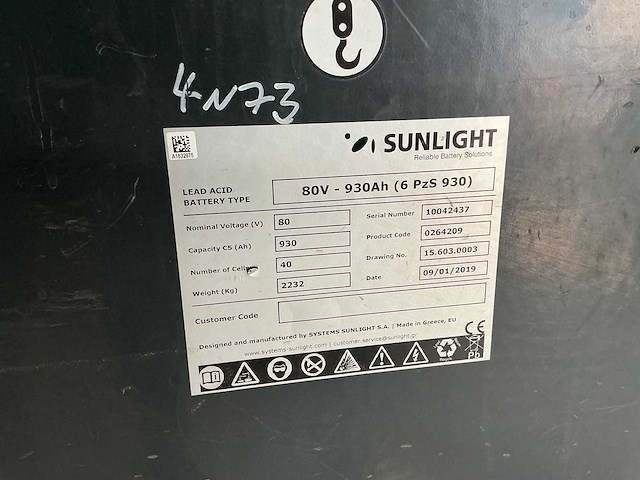 4-N73
A1632975
SUNLIGHT
Reliable Battery Solutions
LEAD ACID
BATTERY TYPE
80V - 930Ah (6 PzS 930)
Nominal Voltage (V) 80
Serial Number 10042437
Capacity C5 (Ah) 930
Product Code 0264209
Number of Cells 40
Drawing No. 15.603.0003
Weight (Kg) 2232
Date 09/01/2019
Customer Code
Designed and manufactured by SYSTEMS SUNLIGHT S.A. | Made in Greece, EU
www.systems-sunlight.com | customer.service@sunlight.gr
CE
Pb